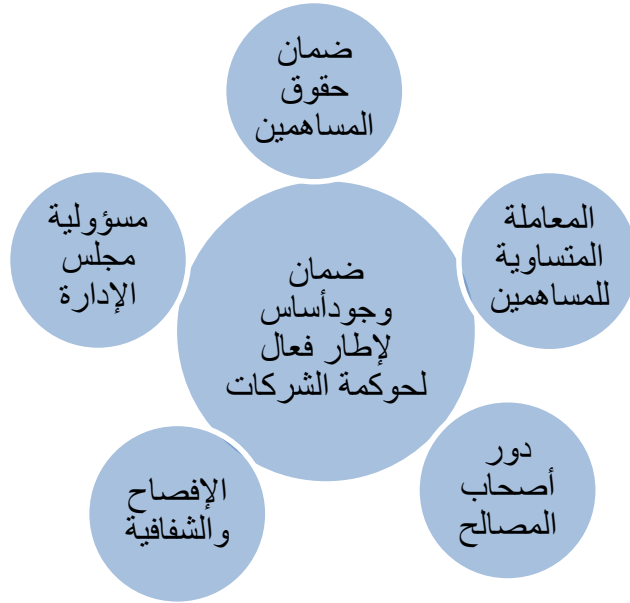 ضمان
حقوق
المساهمين
المعاملة
المتساوية
للمساهمين
دور
أصحاب
المصالح
الإفصاح
والشفافية
مسؤولية
مجلس
الإدارة
ضمان
وجودأساس
لإطار فعال
لحوكمة الشركات